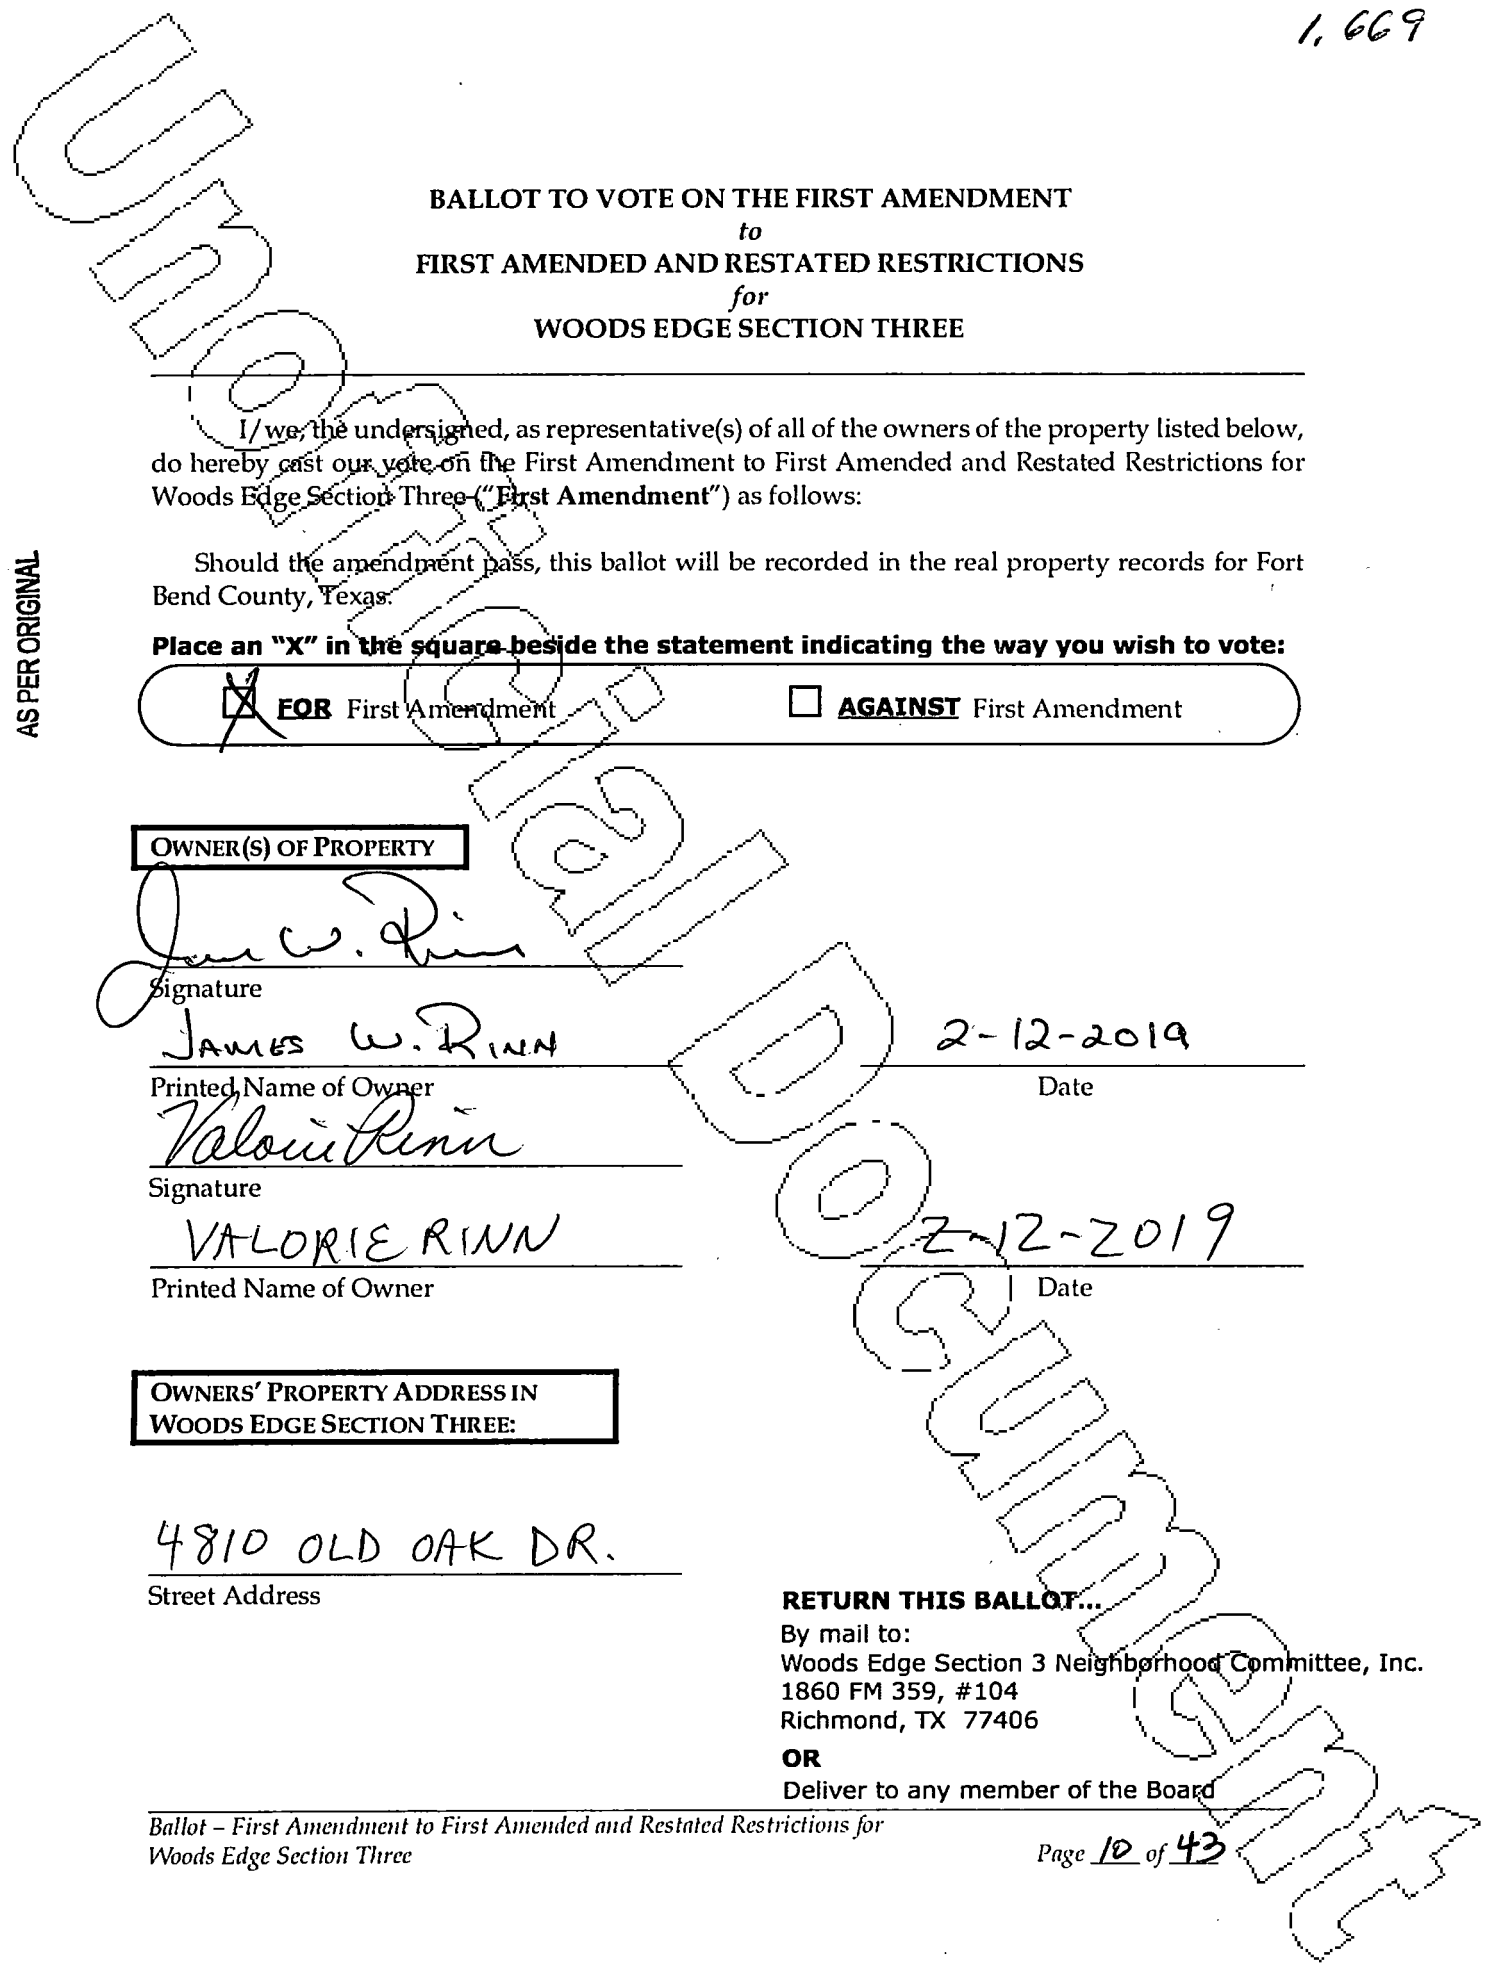 1,669
BALLOT TO VOTE ON THE FIRST AMENDMENT
to
FIRST AMENDED AND RESTATED RESTRICTIONS
for
WOODS EDGE SECTION THREE
I/we, the undersigned, as representative(s) of all of the owners of the property listed below,
do hereby cast our vote on the First Amendment to First Amended and Restated Restrictions for
Woods Edge Section Three ("First Amendment") as follows:
Should the amendment pass, this ballot will be recorded in the real property records for Fort
Bend County, Texas.
AS PER ORIGINAL
Place an "X" in the square beside the statement indicating the way you wish to vote:
X FOR First Amendment AGAINST First Amendment
OWNER(S) OF PROPERTY
James W. Rinn
Signature
JAMES W. RINN 2-12-2019
Printed Name of Owner Date
Valorie Rinn
Signature
VALORIE RINN 2-12-2019
Printed Name of Owner Date
OWNERS' PROPERTY ADDRESS IN
WOODS EDGE SECTION THREE:
4810 OLD OAK DR.
Street Address
RETURN THIS BALLOT...
By mail to:
Woods Edge Section 3 Neighborhood Committee, Inc.
1860 FM 359, #104
Richmond, TX 77406
OR
Deliver to any member of the Board
Ballot – First Amendment to First Amended and Restated Restrictions for
Woods Edge Section Three Page 10 of 43
Unofficial Document